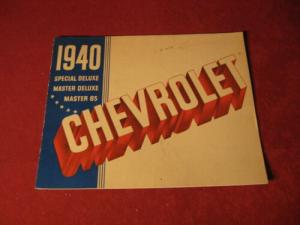 1940
SPECIAL DELUXE
MASTER DELUXE
MASTER 85
CHEVROLET